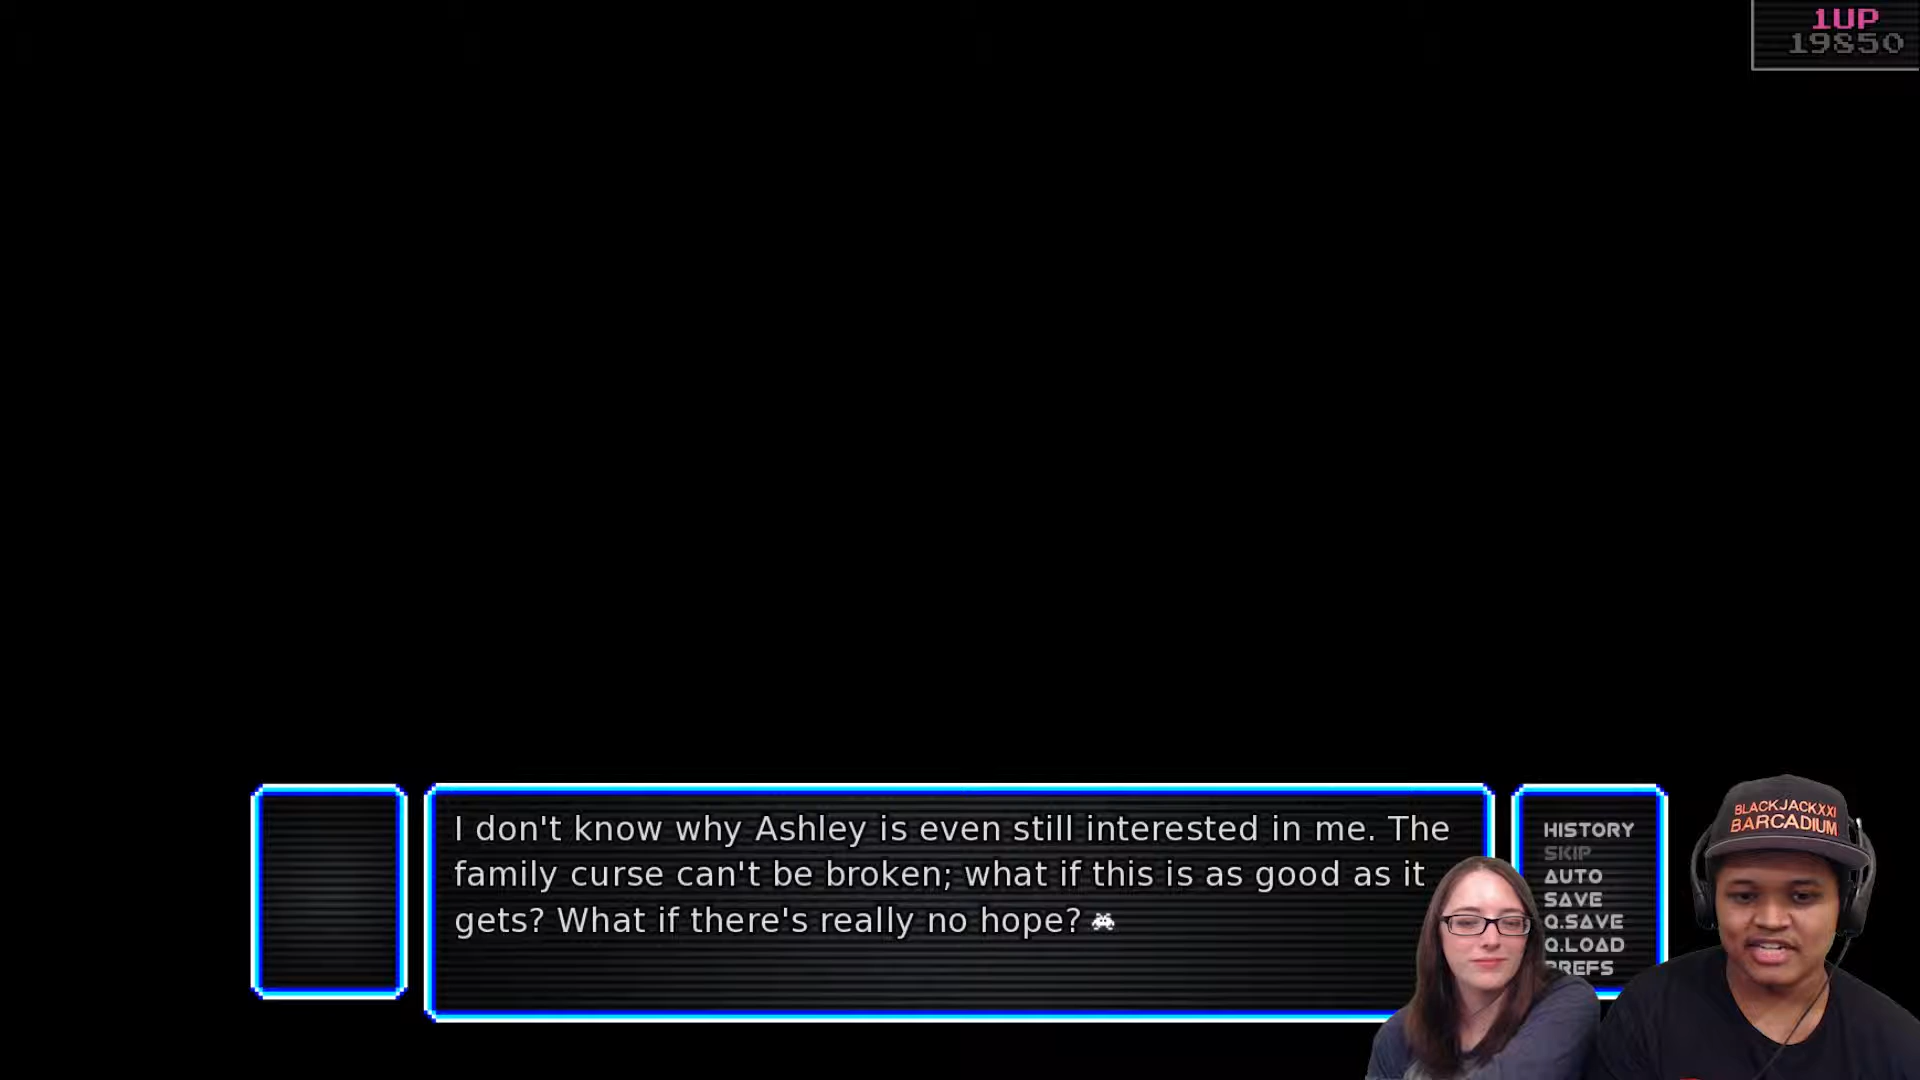 1UP
19850
I don't know why Ashley is even still interested in me. The
family curse can't be broken; what if this is as good as it
gets? What if there's really no hope?
HISTORY
SKIP
AUTO
SAVE
Q.SAVE
Q.LOAD
PREFS
BLACKJACKXXI
BARCADIUM